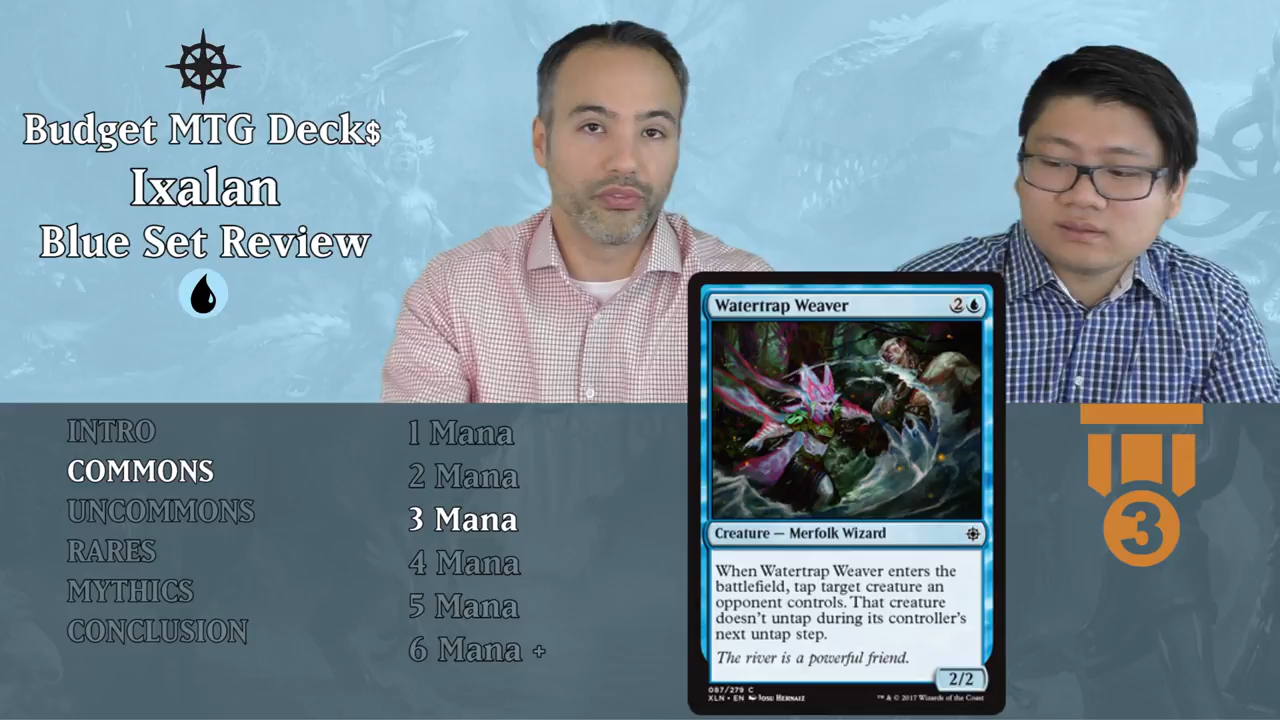 Budget MTG Deck$
Ixalan
Blue Set Review
INTRO
COMMONS
UNCOMMONS
RARES
MYTHICS
CONCLUSION
1 Mana
2 Mana
3 Mana
4 Mana
5 Mana
6 Mana +
Watertrap Weaver 2
Creature — Merfolk Wizard
When Watertrap Weaver enters the
battlefield, tap target creature an
opponent controls. That creature
doesn't untap during its controller's
next untap step.
The river is a powerful friend.
2/2
087/279 C
XLN • EN Iosu Hernaiz
™ & © 2017 Wizards of the Coast
3